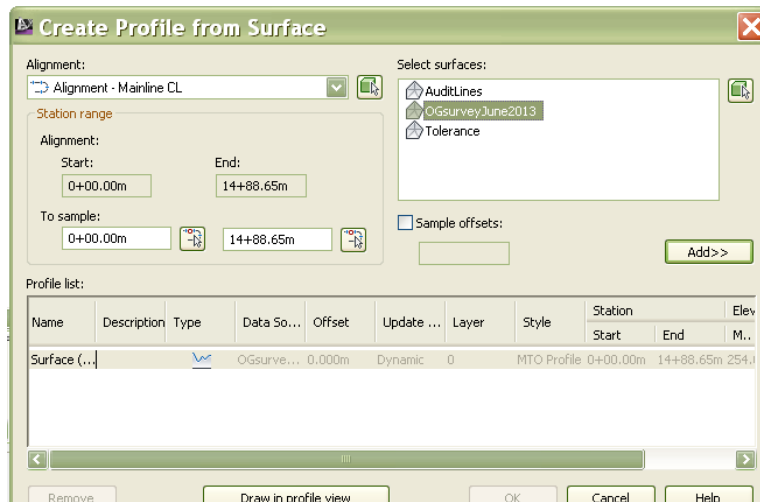 Create Profile from Surface
Alignment:
Alignment - Mainline CL
Select surfaces:
AuditLines
OGsurveyJune2013
Tolerance
Station range
Alignment:
Start: End:
0+00.00m 14+88.65m
To sample:
0+00.00m 14+88.65m
Sample offsets:
Add>>
Profile list:
Name Description Type Data So... Offset Update ... Layer Style Station Elev
Start End M..
Surface (... OGsurve... 0.000m Dynamic 0 MTO Profile 0+00.00m 14+88.65m 254.
Remove Draw in profile view OK Cancel Help